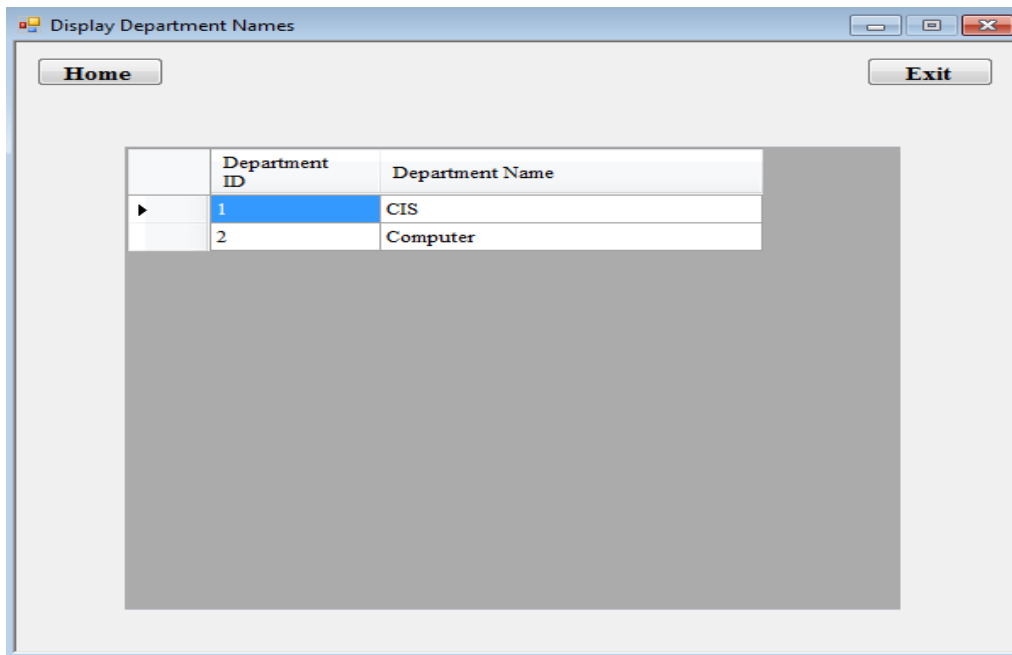 Display Department Names
Home
Exit
Department
ID
Department Name
1
CIS
2
Computer